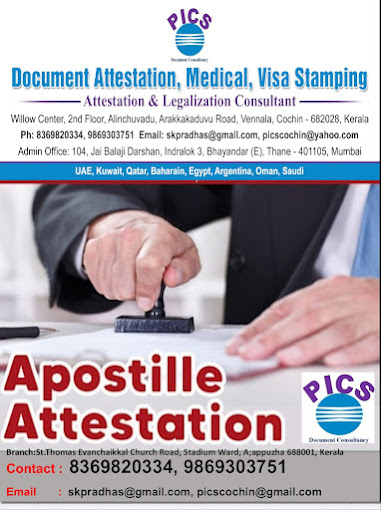 PICS
Document Consultancy
Document Attestation, Medical, Visa Stamping
Attestation & Legalization Consultant
Willow Center, 2nd Floor, Alinchuvadu, Arakkakaduvu Road, Vennala, Cochin - 682028, Kerala
Ph: 8369820334, 9869303751 Email: skpradhas@gmail.com, picscochin@yahoo.com
Admin Office: 104, Jai Balaji Darshan, Indralok 3, Bhayandar (E), Thane - 401105, Mumbai
UAE, Kuwait, Qatar, Baharain, Egypt, Argentina, Oman, Saudi
Apostille
Attestation
PICS
Document Consultancy
Branch:St.Thomas Evanchaikkal Church Road, Stadium Ward, A;appuzha 688001, Kerala
Contact : 8369820334, 9869303751
Email : skpradhas@gmail.com, picscochin@gmail.com